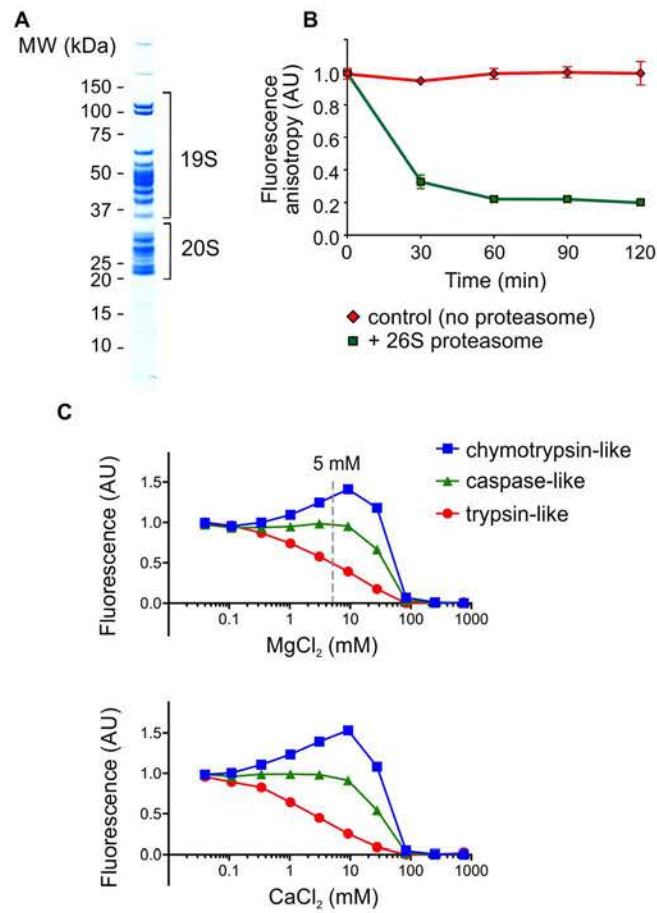 A
MW (kDa)
150 -
100 -
75 -
50 -
37 -
25 -
20 -
15 -
10 -
19S
20S
B
Fluorescence
anisotropy (AU)
1.0
0.8
0.6
0.4
0.2
0.0
0 30 60 90 120
Time (min)
control (no proteasome)
+ 26S proteasome
C
chymotrypsin-like
caspase-like
trypsin-like
5 mM
Fluorescence (AU)
1.5
1.0
0.5
0.0
0.1 1 10 100 1000
MgCl₂ (mM)
Fluorescence (AU)
1.5
1.0
0.5
0.0
0.1 1 10 100 1000
CaCl₂ (mM)